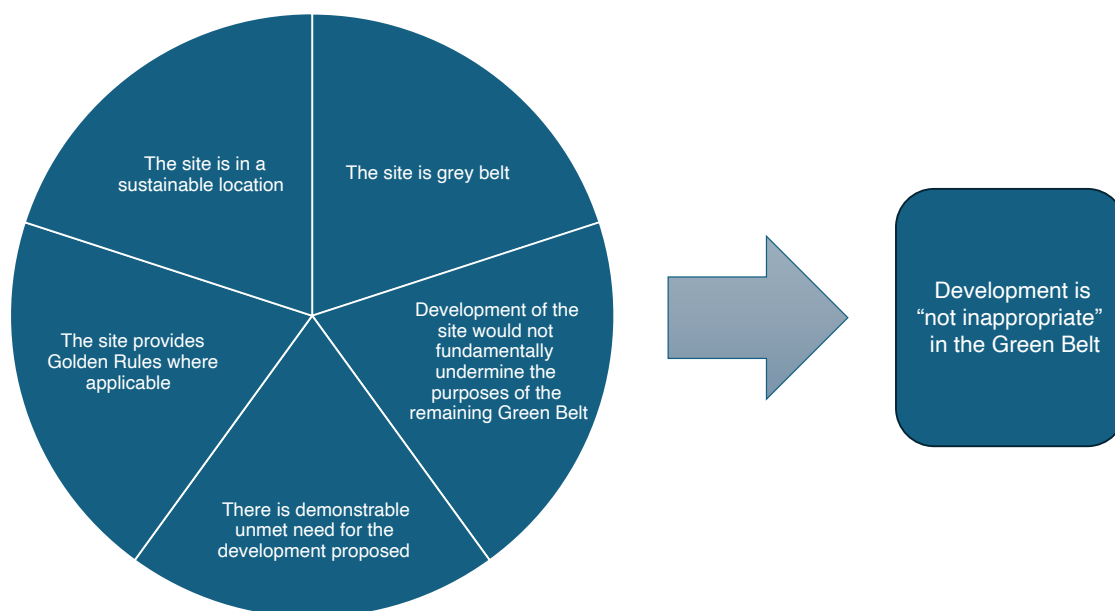 The site is in a
sustainable location
The site is grey belt
Development of the
site would not
fundamentally
undermine the
purposes of the
remaining Green Belt
There is demonstrable
unmet need for the
development proposed
The site provides
Golden Rules where
applicable
Development is
“not inappropriate”
in the Green Belt